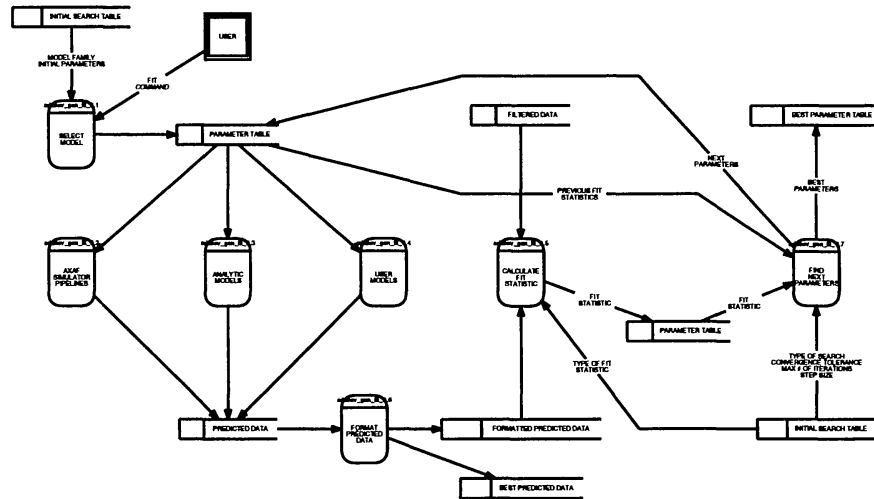 INITIAL SEARCH TABLE
USER
MODEL FAMILY
INITIAL PARAMETERS
FIT
COMMAND
SELECT
MODEL
PARAMETER TABLE
FILTERED DATA
BEST PARAMETER TABLE
NEXT
PARAMETERS
BEST
PARAMETERS
PREVIOUS FIT
STATISTICS
AXAF
SIMULATOR
PIPELINES
ANALYTIC
MODELS
USER
MODELS
CALCULATE
FIT
STATISTIC
FIND
NEXT
PARAMETERS
FIT
STATISTIC
FIT
STATISTIC
PARAMETER TABLE
TYPE OF FIT
STATISTIC
TYPE OF SEARCH
CONVERGENCE TOLERANCE
MAX # OF ITERATIONS
STEP SIZE
PREDICTED DATA
FORMAT
PREDICTED
DATA
FORMATTED PREDICTED DATA
INITIAL SEARCH TABLE
BEST PREDICTED DATA